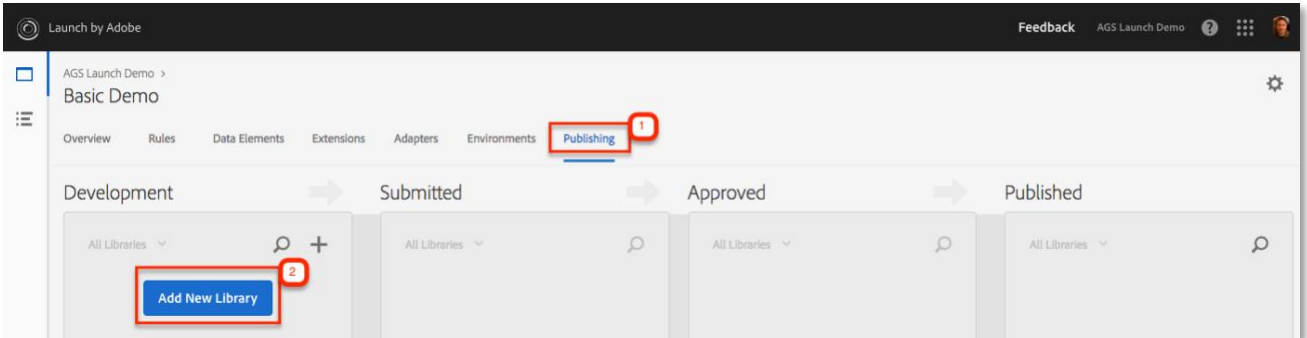 Launch by Adobe
Feedback AGS Launch Demo ?
AGS Launch Demo >
Basic Demo
Overview Rules Data Elements Extensions Adapters Environments Publishing 1
Development Submitted Approved Published
All Libraries All Libraries All Libraries All Libraries
2
Add New Library